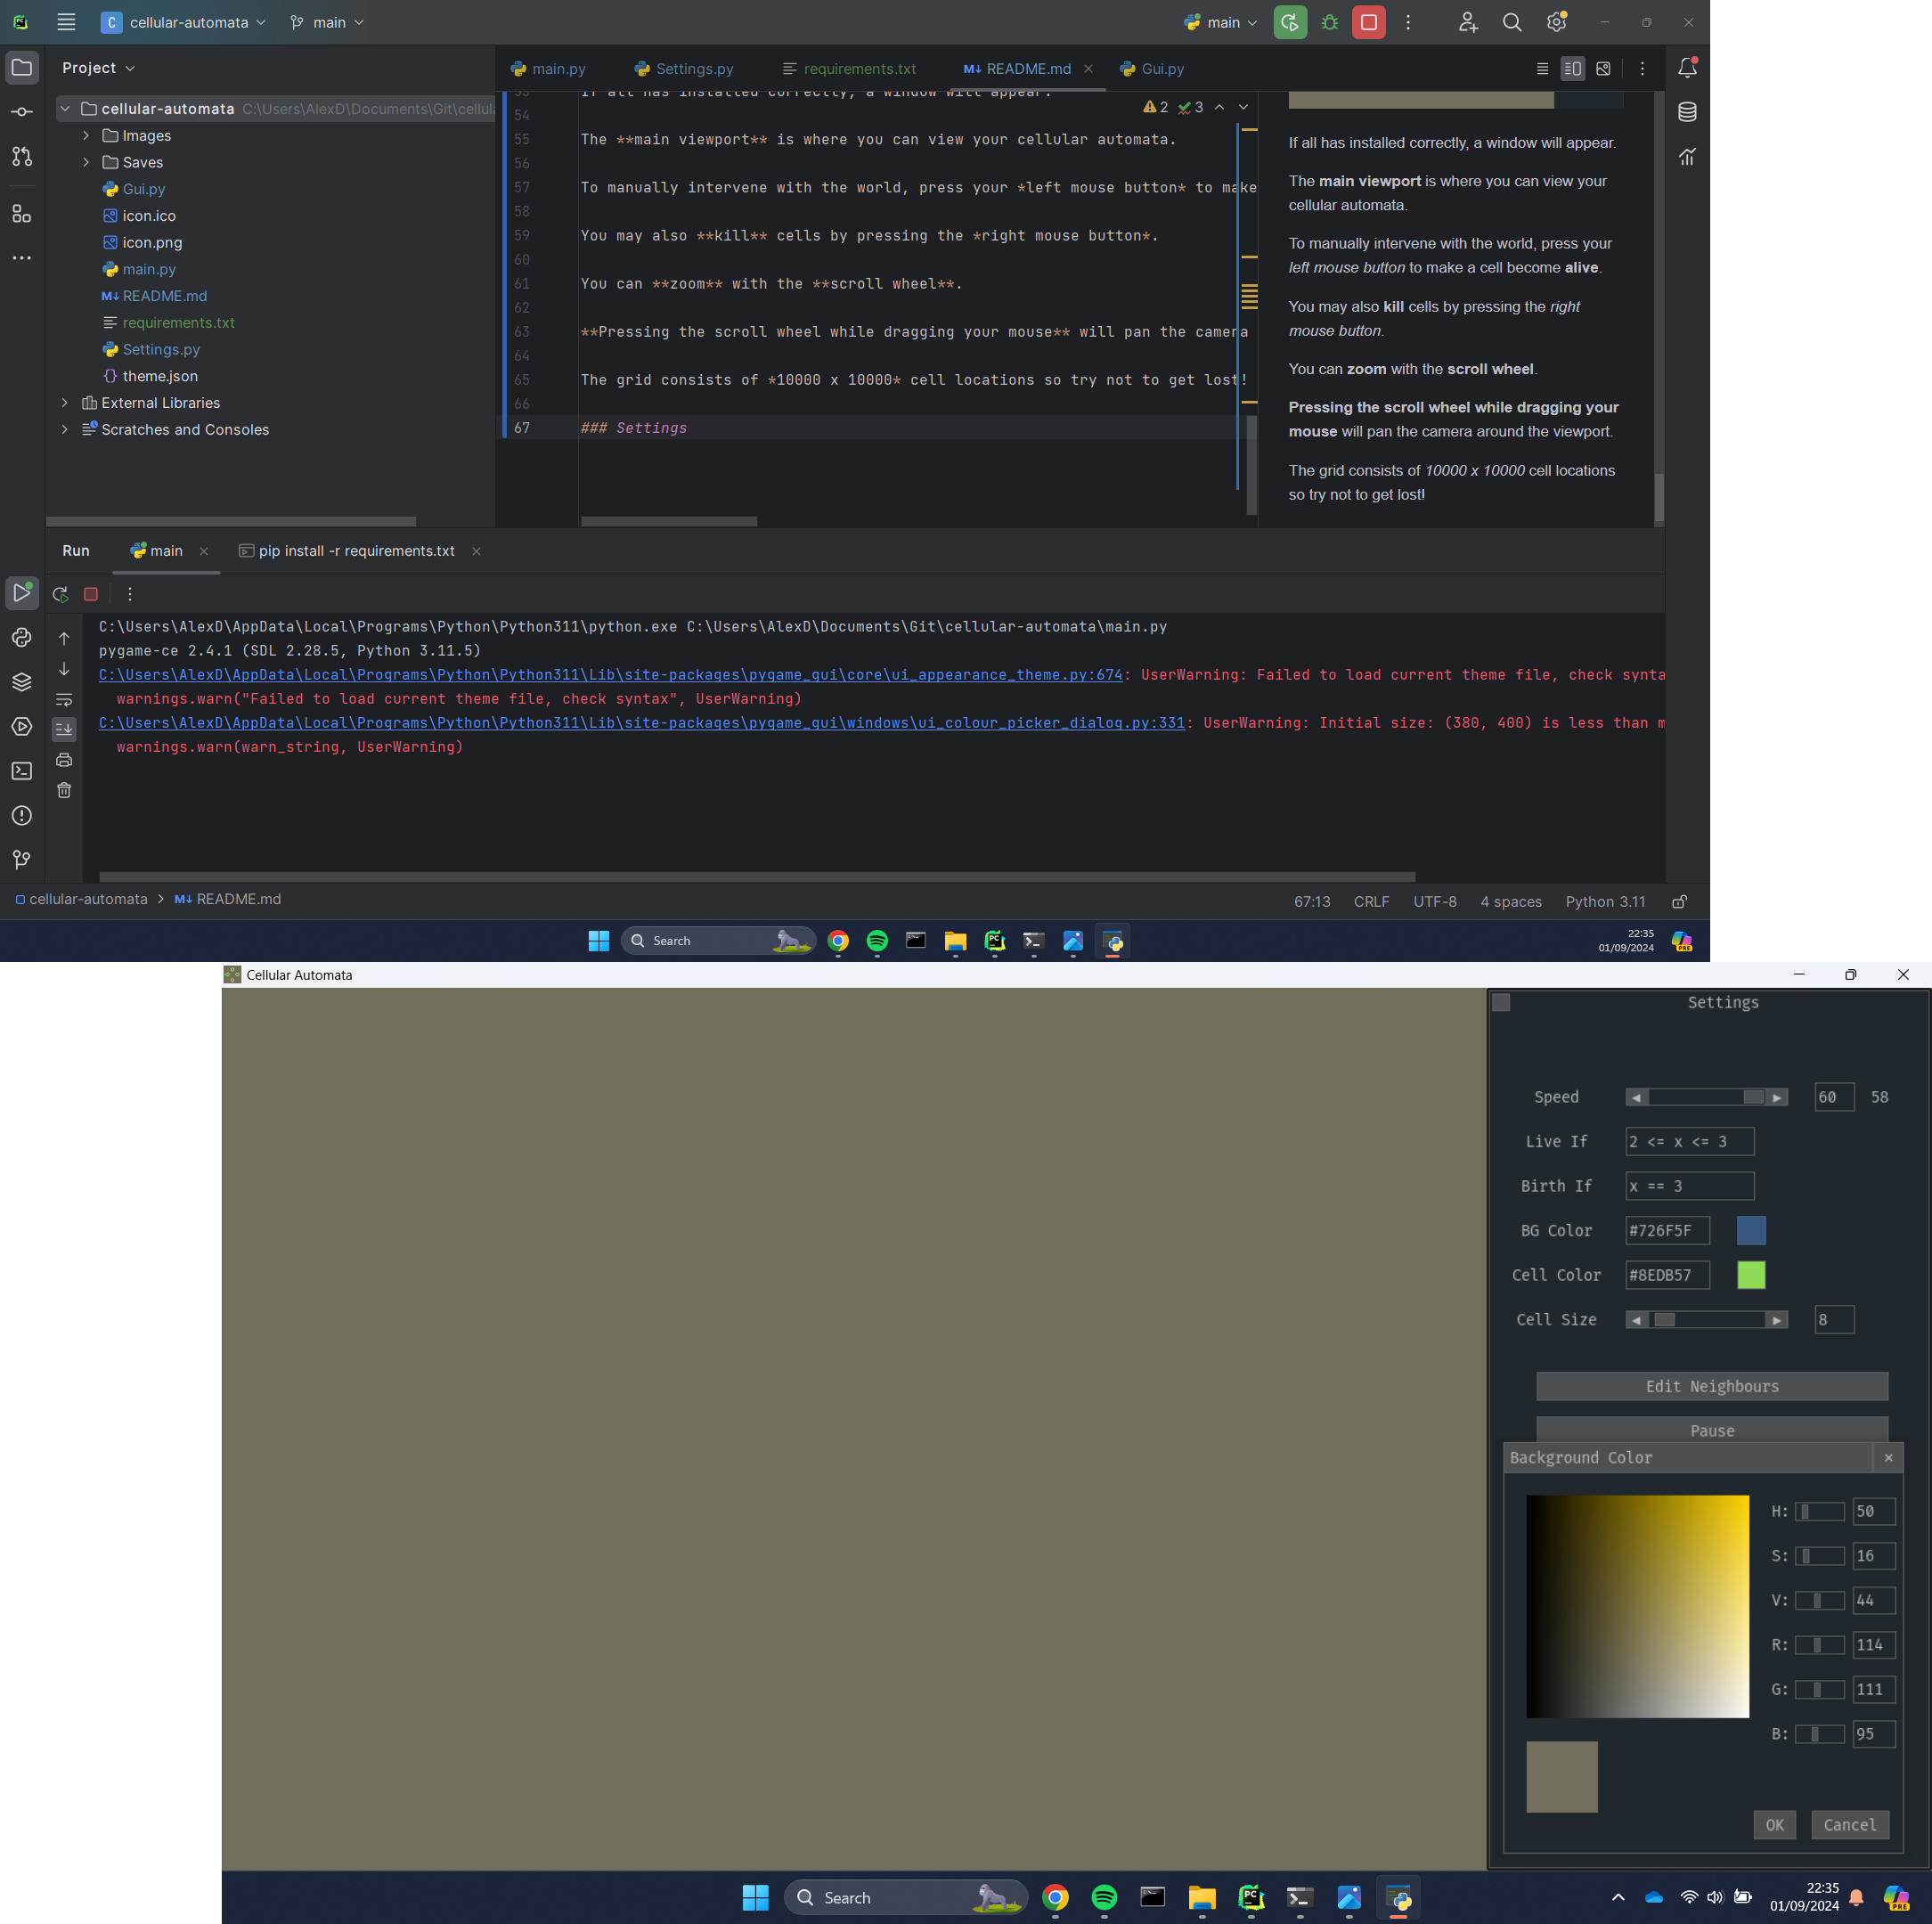 cellular-automata main main
Project main.py Settings.py requirements.txt README.md Gui.py
cellular-automata C:\Users\AlexD\Documents\Git\cellul
Images
Saves
Gui.py
icon.ico
icon.png
main.py
README.md
requirements.txt
Settings.py
theme.json
External Libraries
Scratches and Consoles
2 3
53 If all has installed correctly, a window will appear.
54
55 The **main viewport** is where you can view your cellular automata.
56
57 To manually intervene with the world, press your *left mouse button* to make
58
59 You may also **kill** cells by pressing the *right mouse button*.
60
61 You can **zoom** with the **scroll wheel**.
62
63 **Pressing the scroll wheel while dragging your mouse** will pan the camera
64
65 The grid consists of *10000 x 10000* cell locations so try not to get lost!
66
67 ### Settings
If all has installed correctly, a window will appear.
The main viewport is where you can view your
cellular automata.
To manually intervene with the world, press your
left mouse button to make a cell become alive.
You may also kill cells by pressing the right
mouse button.
You can zoom with the scroll wheel.
Pressing the scroll wheel while dragging your
mouse will pan the camera around the viewport.
The grid consists of 10000 x 10000 cell locations
so try not to get lost!
Run main pip install -r requirements.txt
C:\Users\AlexD\AppData\Local\Programs\Python\Python311\python.exe C:\Users\AlexD\Documents\Git\cellular-automata\main.py
pygame-ce 2.4.1 (SDL 2.28.5, Python 3.11.5)
C:\Users\AlexD\AppData\Local\Programs\Python\Python311\Lib\site-packages\pygame_gui\core\ui_appearance_theme.py:674: UserWarning: Failed to load current theme file, check synta
warnings.warn("Failed to load current theme file, check syntax", UserWarning)
C:\Users\AlexD\AppData\Local\Programs\Python\Python311\Lib\site-packages\pygame_gui\windows\ui_colour_picker_dialog.py:331: UserWarning: Initial size: (380, 400) is less than m
warnings.warn(warn_string, UserWarning)
cellular-automata > README.md 67:13 CRLF UTF-8 4 spaces Python 3.11
Search
22:35
01/09/2024
Cellular Automata
Settings
Speed 60 58
Live If 2 <= x <= 3
Birth If x == 3
BG Color #726F5F
Cell Color #8EDB57
Cell Size 8
Edit Neighbours
Pause
Background Color
H: 50
S: 16
V: 44
R: 114
G: 111
B: 95
OK Cancel
Search
22:35
01/09/2024